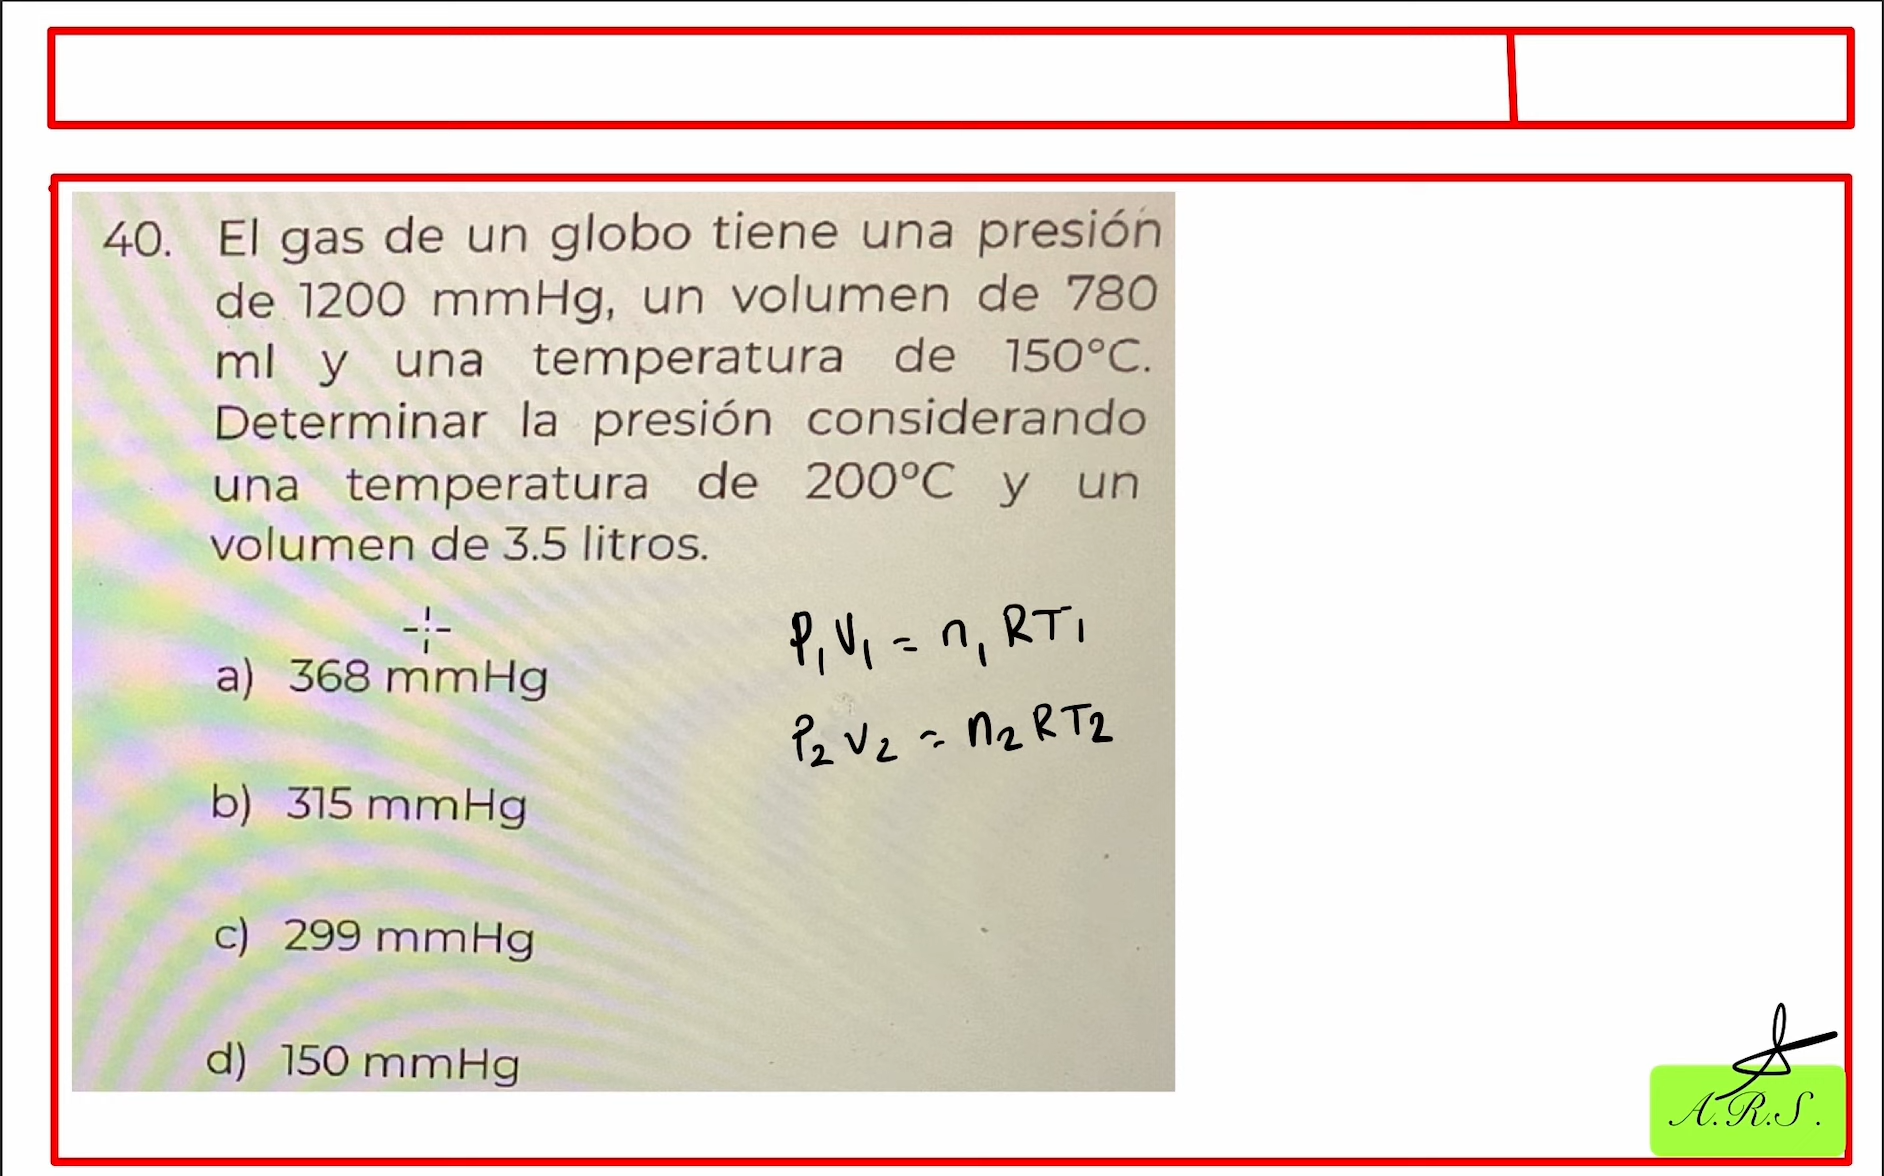 40. El gas de un globo tiene una presión
de 1200 mmHg, un volumen de 780
ml y una temperatura de 150°C.
Determinar la presión considerando
una temperatura de 200°C y un
volumen de 3.5 litros.
a) 368 mmHg
P₁V₁ = n₁RT₁
P₂V₂ = n₂RT₂
b) 315 mmHg
c) 299 mmHg
d) 150 mmHg
A.R.S.